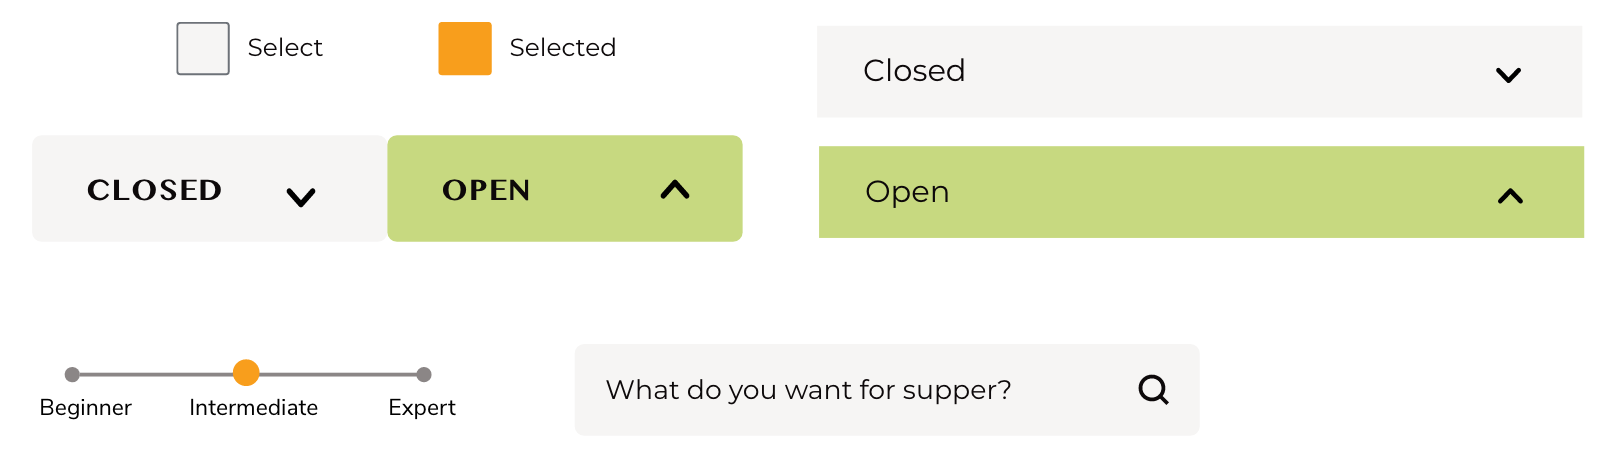 Select
Selected
Closed
CLOSED
OPEN
Open
Beginner
Intermediate
Expert
What do you want for supper?